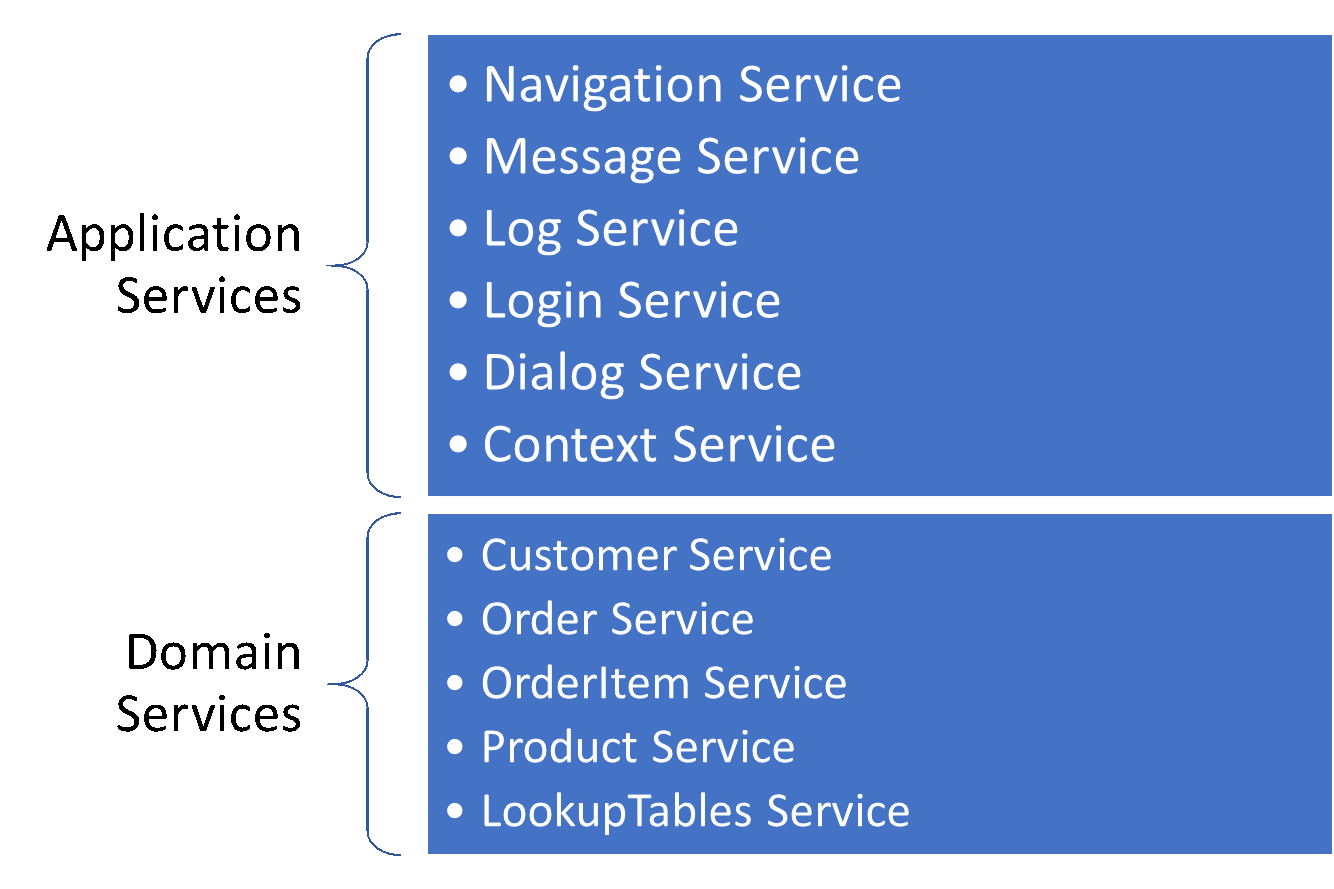 Application
Services
• Navigation Service
• Message Service
• Log Service
• Login Service
• Dialog Service
• Context Service
Domain
Services
• Customer Service
• Order Service
• OrderItem Service
• Product Service
• LookupTables Service